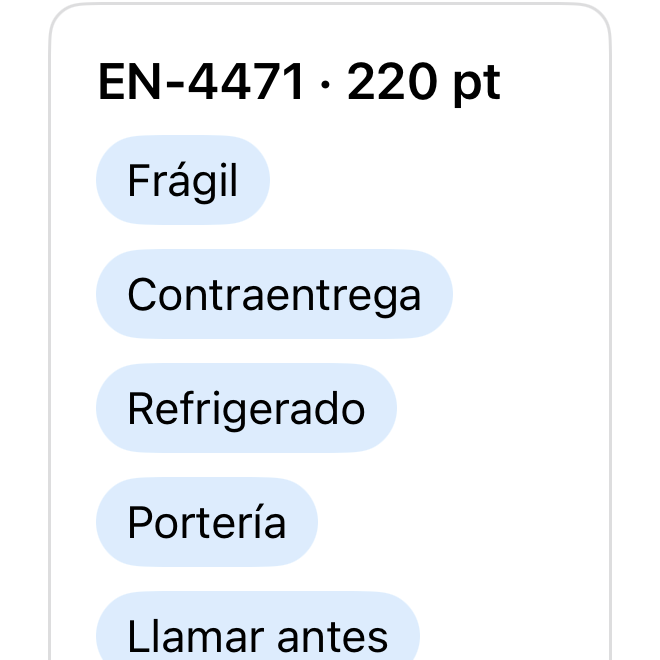 EN-4471 · 220 pt
Frágil
Contraentrega
Refrigerado
Portería
Llamar antes